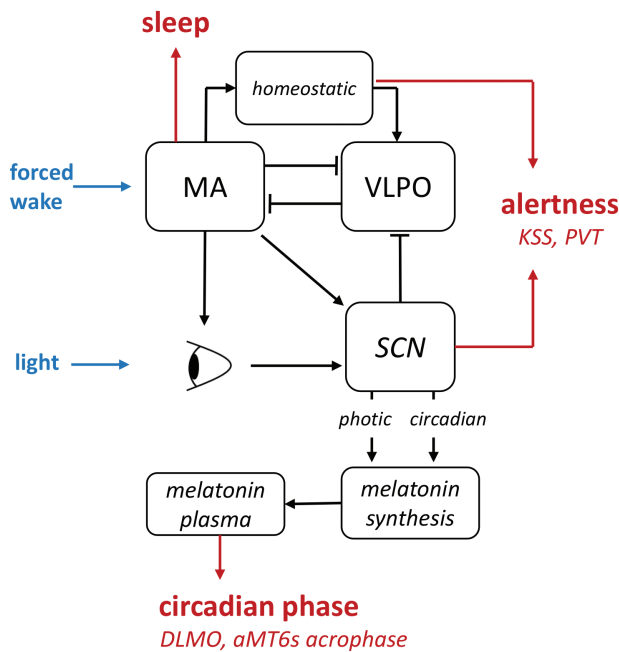 sleep
homeostatic
forced
wake
MA
VLPO
alertness
KSS, PVT
light
SCN
photic
circadian
melatonin
plasma
melatonin
synthesis
circadian phase
DLMO, aMT6s acrophase